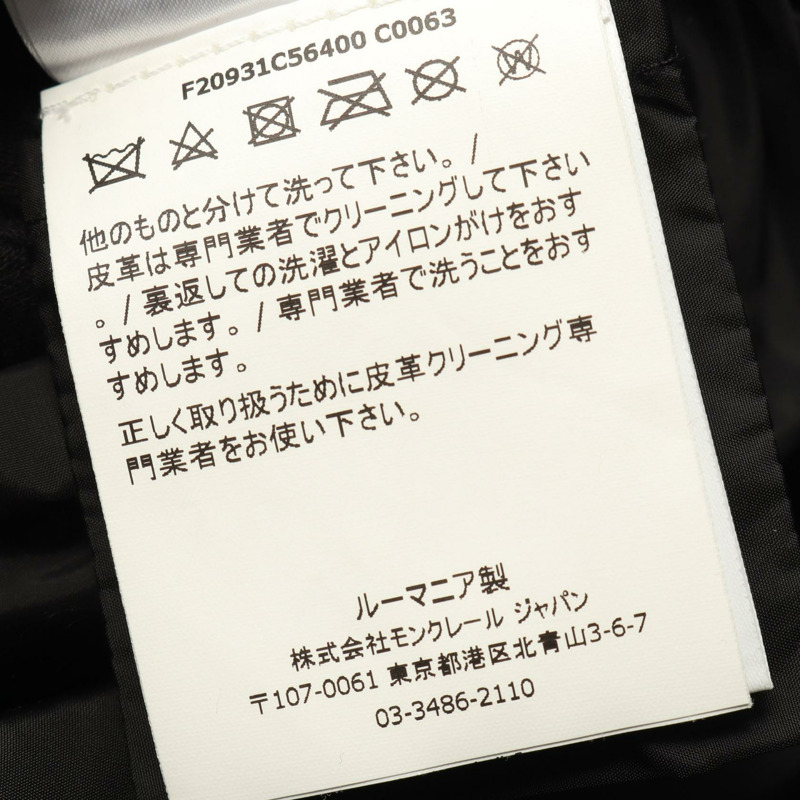 F20931C56400 C0063
他のものと分けて洗って下さい。/
皮革は専門業者でクリーニングして下さい
。/ 裏返しての洗濯とアイロンがけをおす
すめします。/ 専門業者で洗うことをおす
すめします。
正しく取り扱うために皮革クリーニング専
門業者をお使い下さい。
ルーマニア製
株式会社モンクレール ジャパン
〒107-0061 東京都港区北青山3-6-7
03-3486-2110